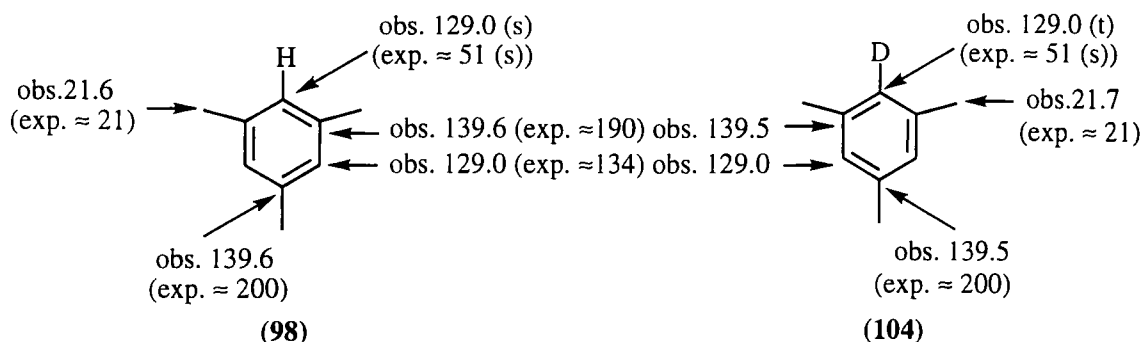 obs. 129.0 (s)
(exp. ≈ 51 (s))
H
obs.21.6
(exp. ≈ 21)
obs. 139.6 (exp. ≈190)
obs. 129.0 (exp. ≈134)
obs. 139.6
(exp. ≈ 200)
(98)
obs. 129.0 (t)
(exp. ≈ 51 (s))
D
obs.21.7
(exp. ≈ 21)
obs. 139.5
obs. 129.0
obs. 139.5
(exp. ≈ 200)
(104)